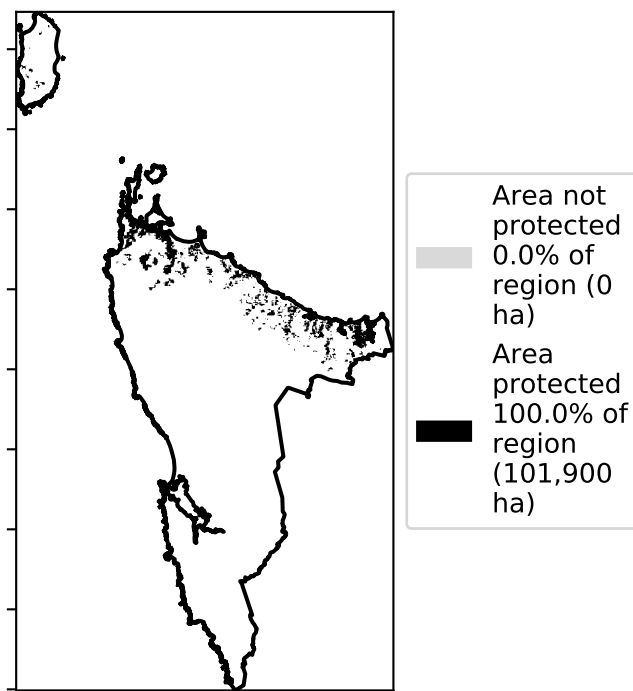 Area not
protected
0.0% of
region (0
ha)
Area
protected
100.0% of
region
(101,900
ha)